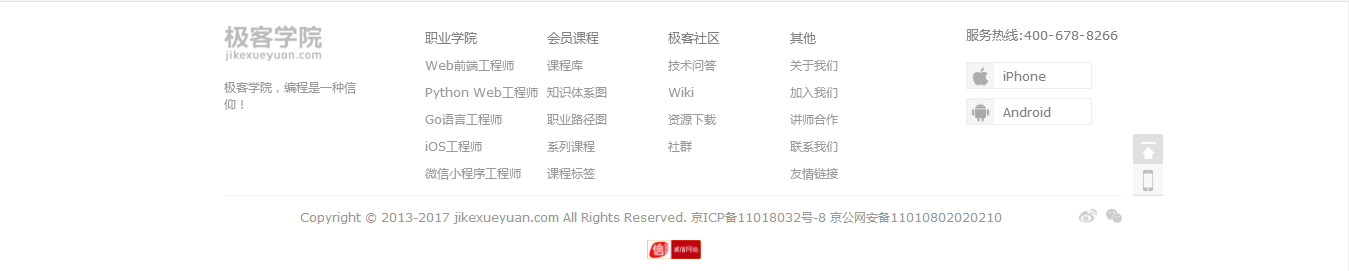 极客学院
jikexueyuan.com
极客学院，编程是一种信
仰！
职业学院
Web前端工程师
Python Web工程师
Go语言工程师
iOS工程师
微信小程序工程师
会员课程
课程库
知识体系图
职业路径图
系列课程
课程标签
极客社区
技术问答
Wiki
资源下载
社群
其他
关于我们
加入我们
讲师合作
联系我们
友情链接
服务热线:400-678-8266
iPhone
Android
Copyright © 2013-2017 jikexueyuan.com All Rights Reserved. 京ICP备11018032号-8 京公网安备11010802020210
信 诚信网站